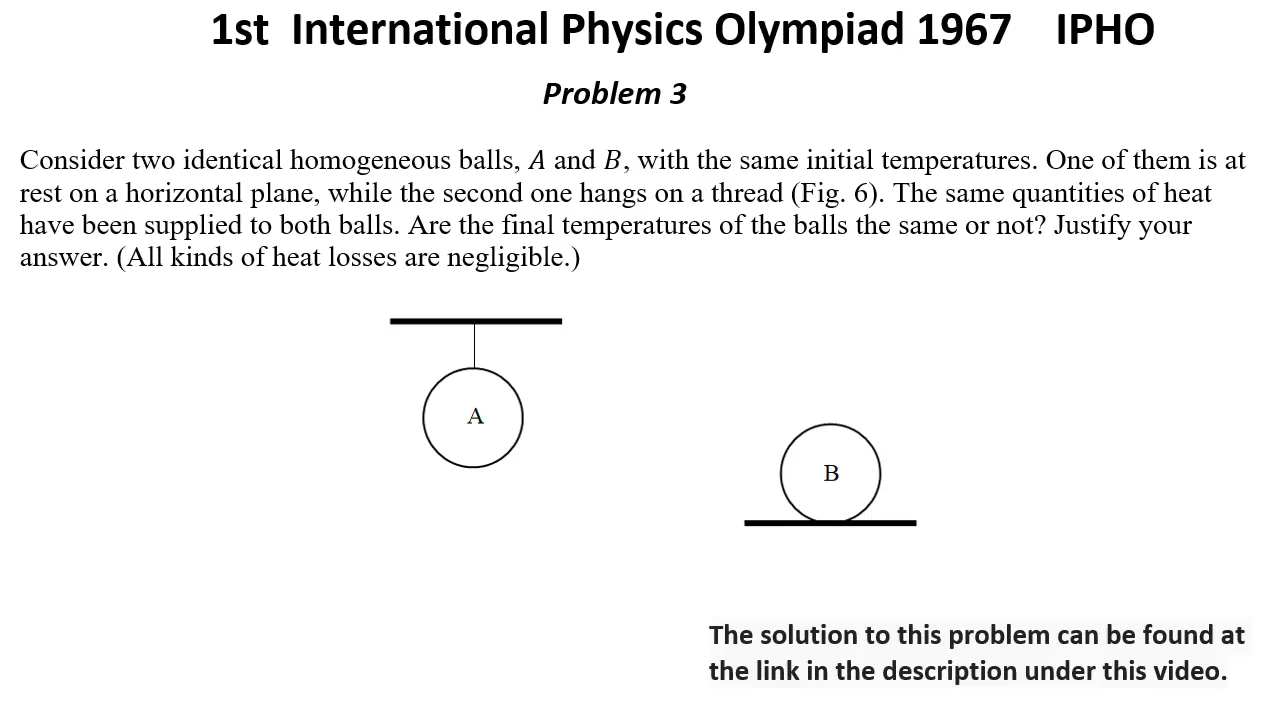 1st International Physics Olympiad 1967 IPHO
Problem 3
Consider two identical homogeneous balls, A and B, with the same initial temperatures. One of them is at
rest on a horizontal plane, while the second one hangs on a thread (Fig. 6). The same quantities of heat
have been supplied to both balls. Are the final temperatures of the balls the same or not? Justify your
answer. (All kinds of heat losses are negligible.)
A
B
The solution to this problem can be found at
the link in the description under this video.